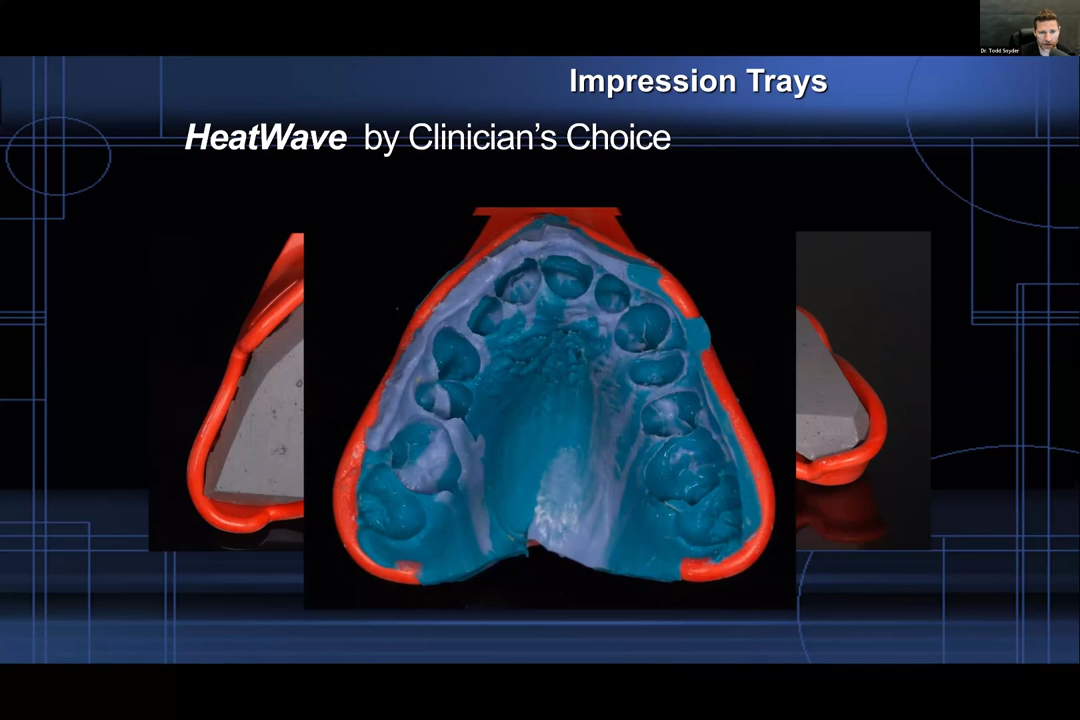 Dr. Todd Snyder
Impression Trays
HeatWave by Clinician's Choice